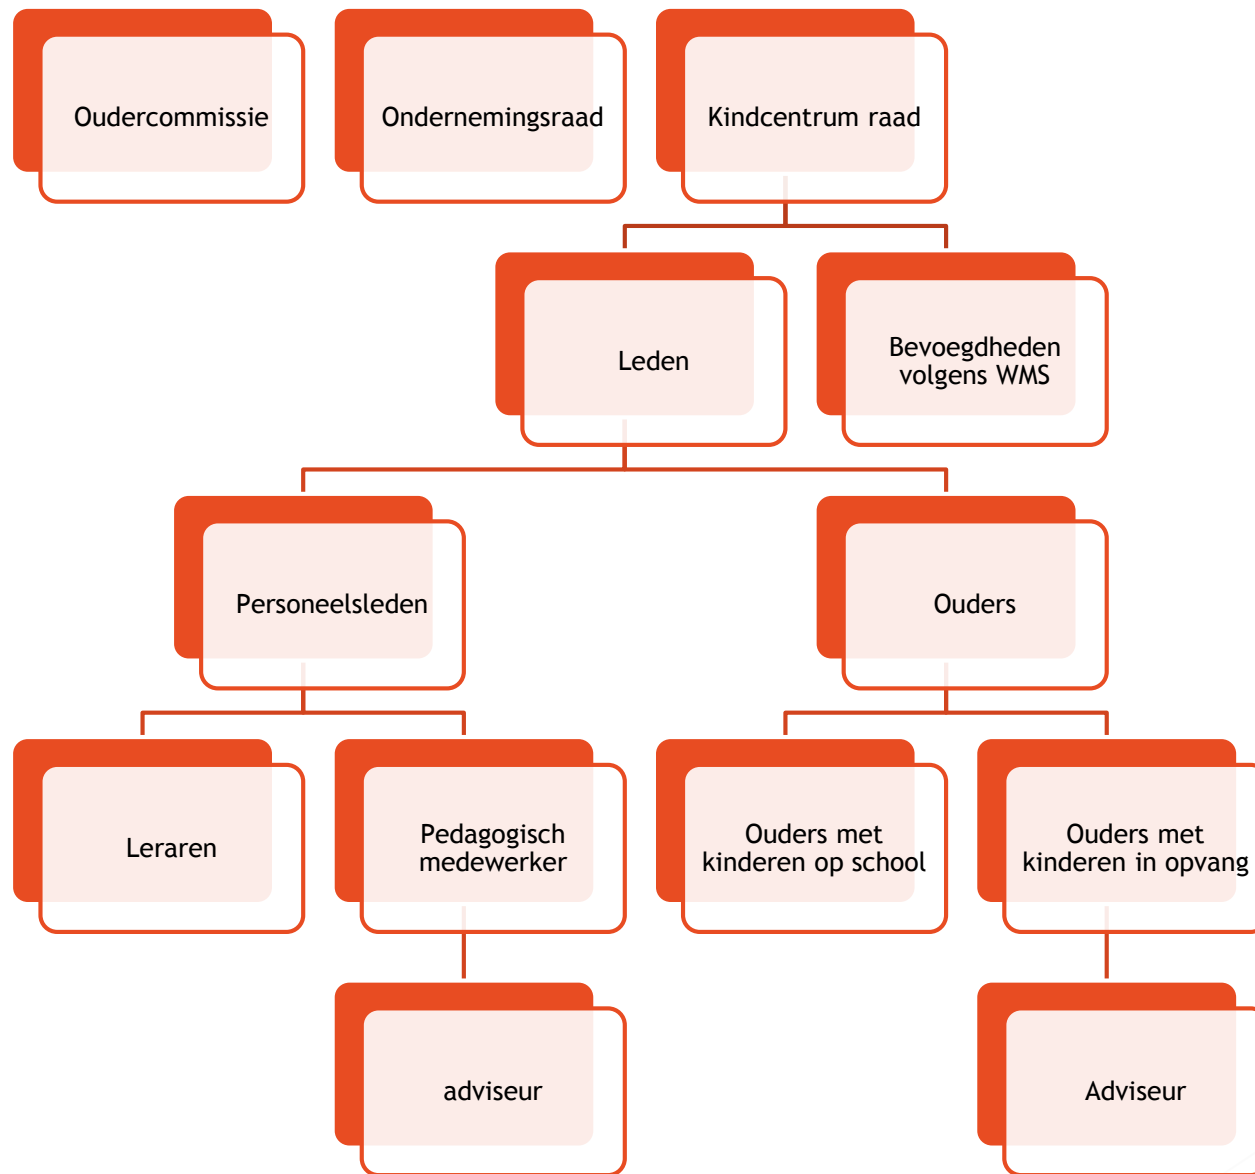 Oudercommissie
Ondernemingsraad
Kindcentrum raad
Leden
Bevoegdheden
volgens WMS
Personeelsleden
Ouders
Leraren
Pedagogisch
medewerker
Ouders met
kinderen op school
Ouders met
kinderen in opvang
adviseur
Adviseur